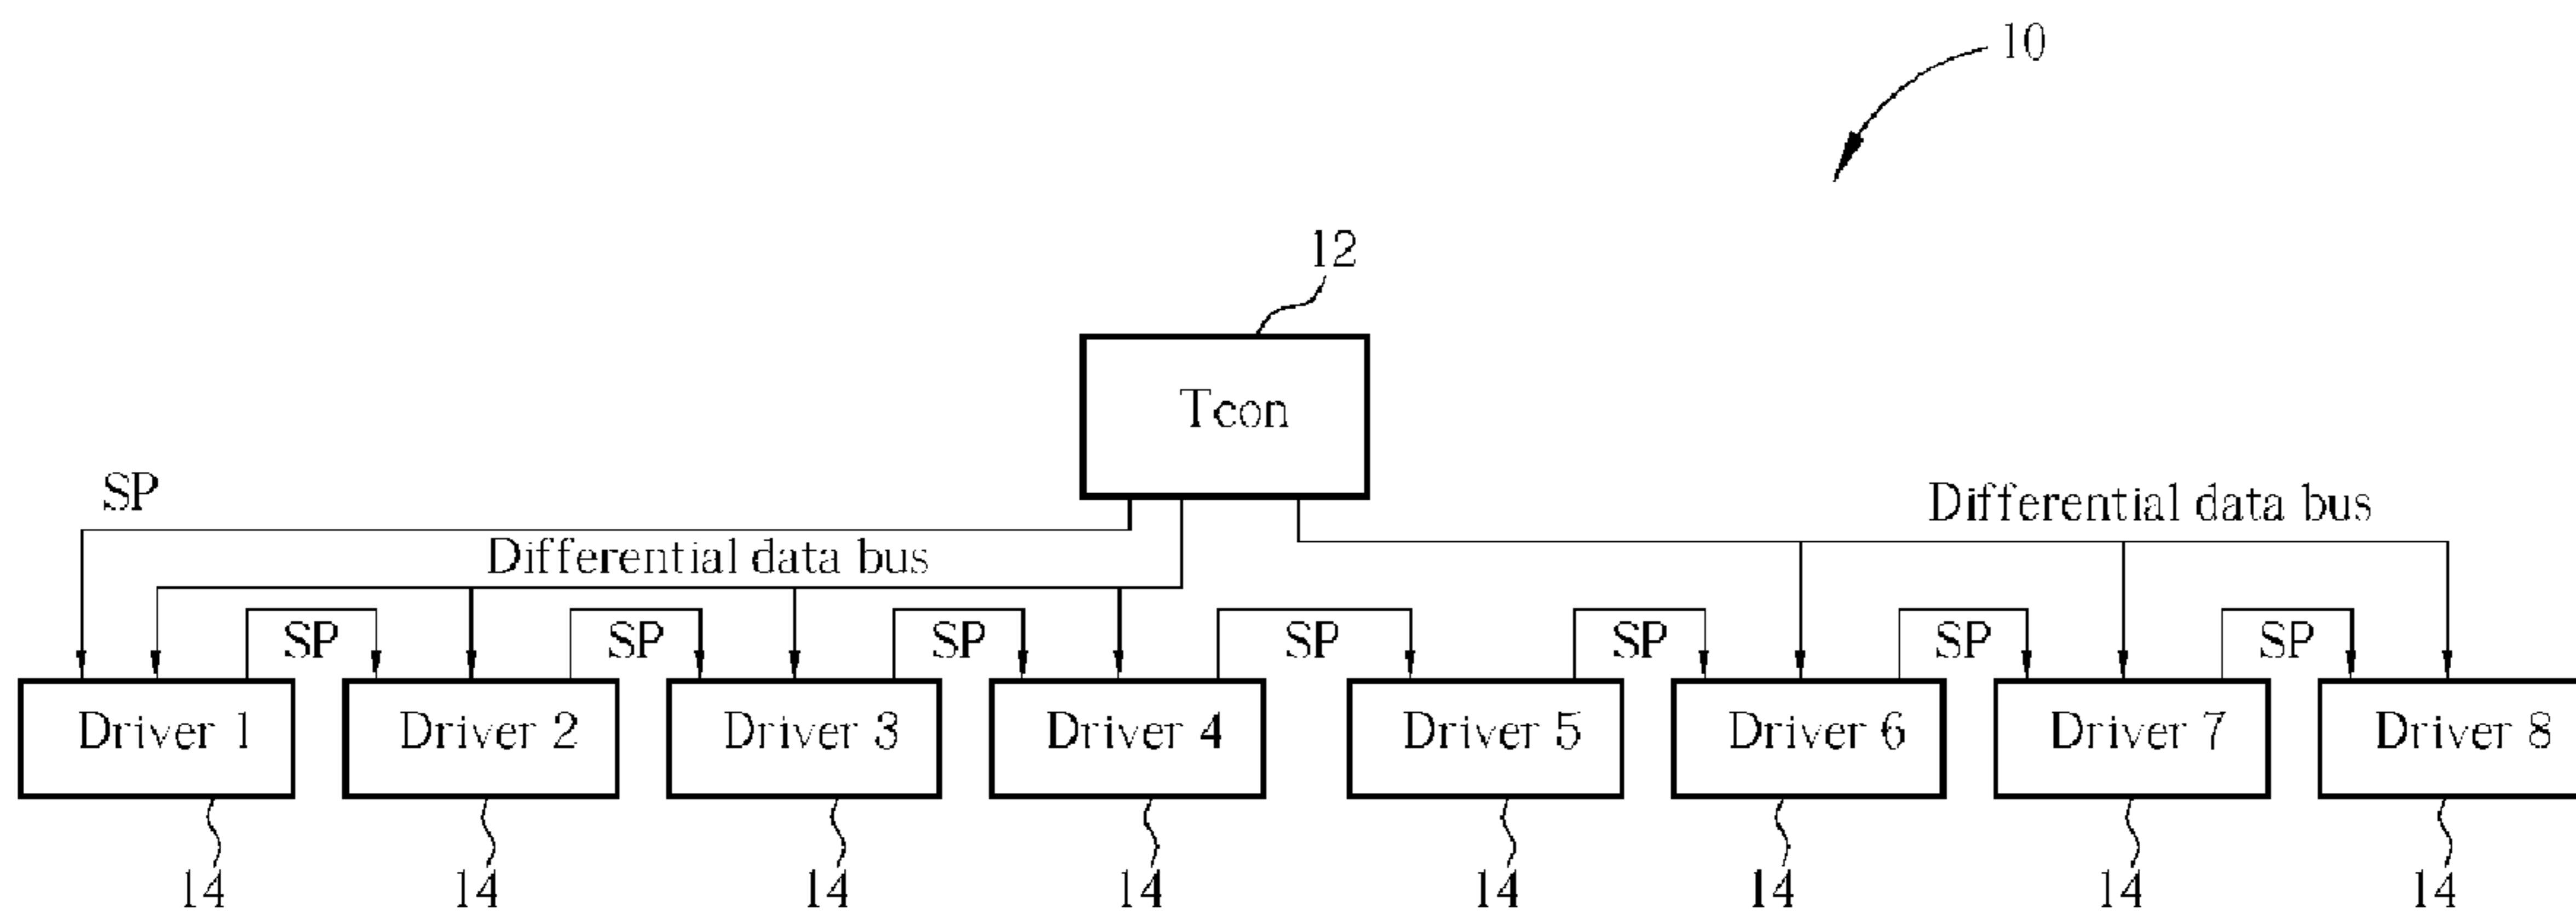 10
12
Tcon
SP
Differential data bus
Differential data bus
SP SP SP SP SP SP SP
Driver 1 Driver 2 Driver 3 Driver 4 Driver 5 Driver 6 Driver 7 Driver 8
14 14 14 14 14 14 14 14